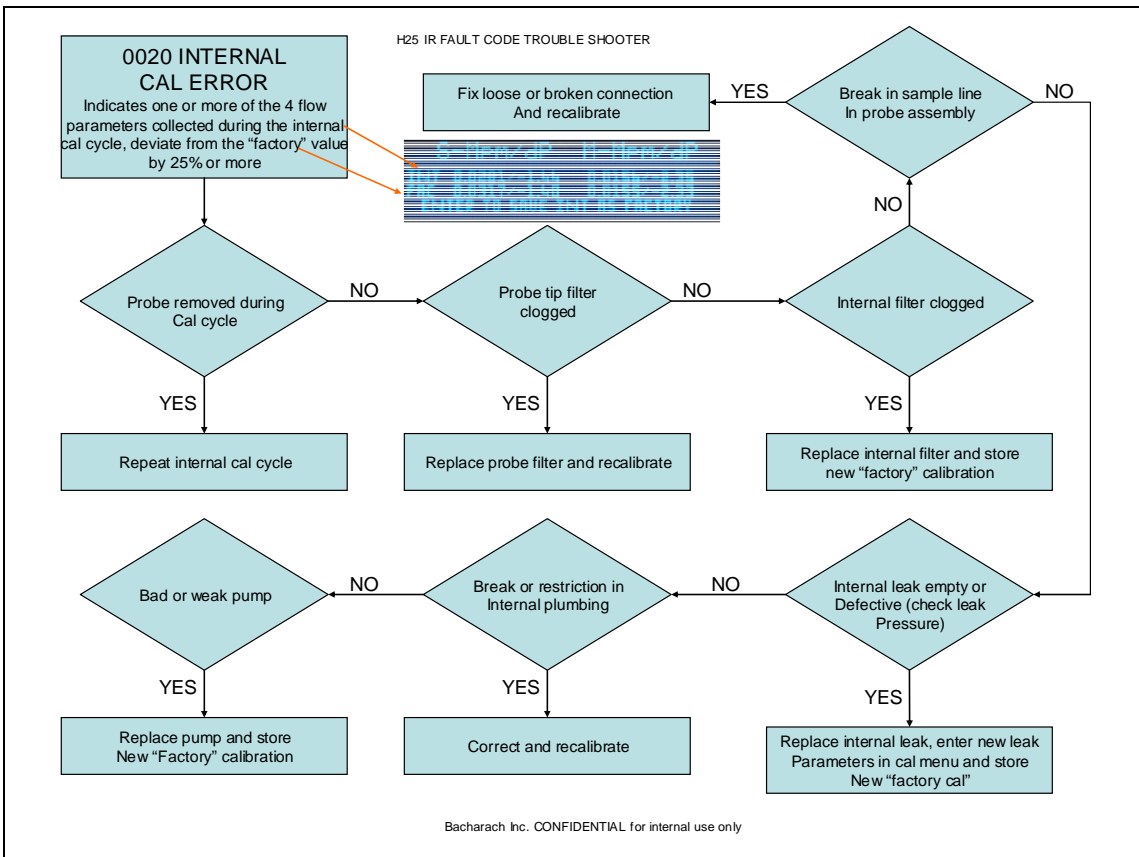 H25 IR FAULT CODE TROUBLE SHOOTER
0020 INTERNAL
CAL ERROR
Indicates one or more of the 4 flow
parameters collected during the internal
cal cycle, deviate from the “factory” value
by 25% or more
Fix loose or broken connection
And recalibrate
YES
Break in sample line
In probe assembly
NO
NO
Probe removed during
Cal cycle
NO
Probe tip filter
clogged
NO
Internal filter clogged
YES
YES
YES
Repeat internal cal cycle
Replace probe filter and recalibrate
Replace internal filter and store
new “factory” calibration
Bad or weak pump
NO
Break or restriction in
Internal plumbing
NO
Internal leak empty or
Defective (check leak
Pressure)
YES
YES
YES
Replace pump and store
New “Factory” calibration
Correct and recalibrate
Replace internal leak, enter new leak
Parameters in cal menu and store
New “factory cal”
Bacharach Inc. CONFIDENTIAL for internal use only